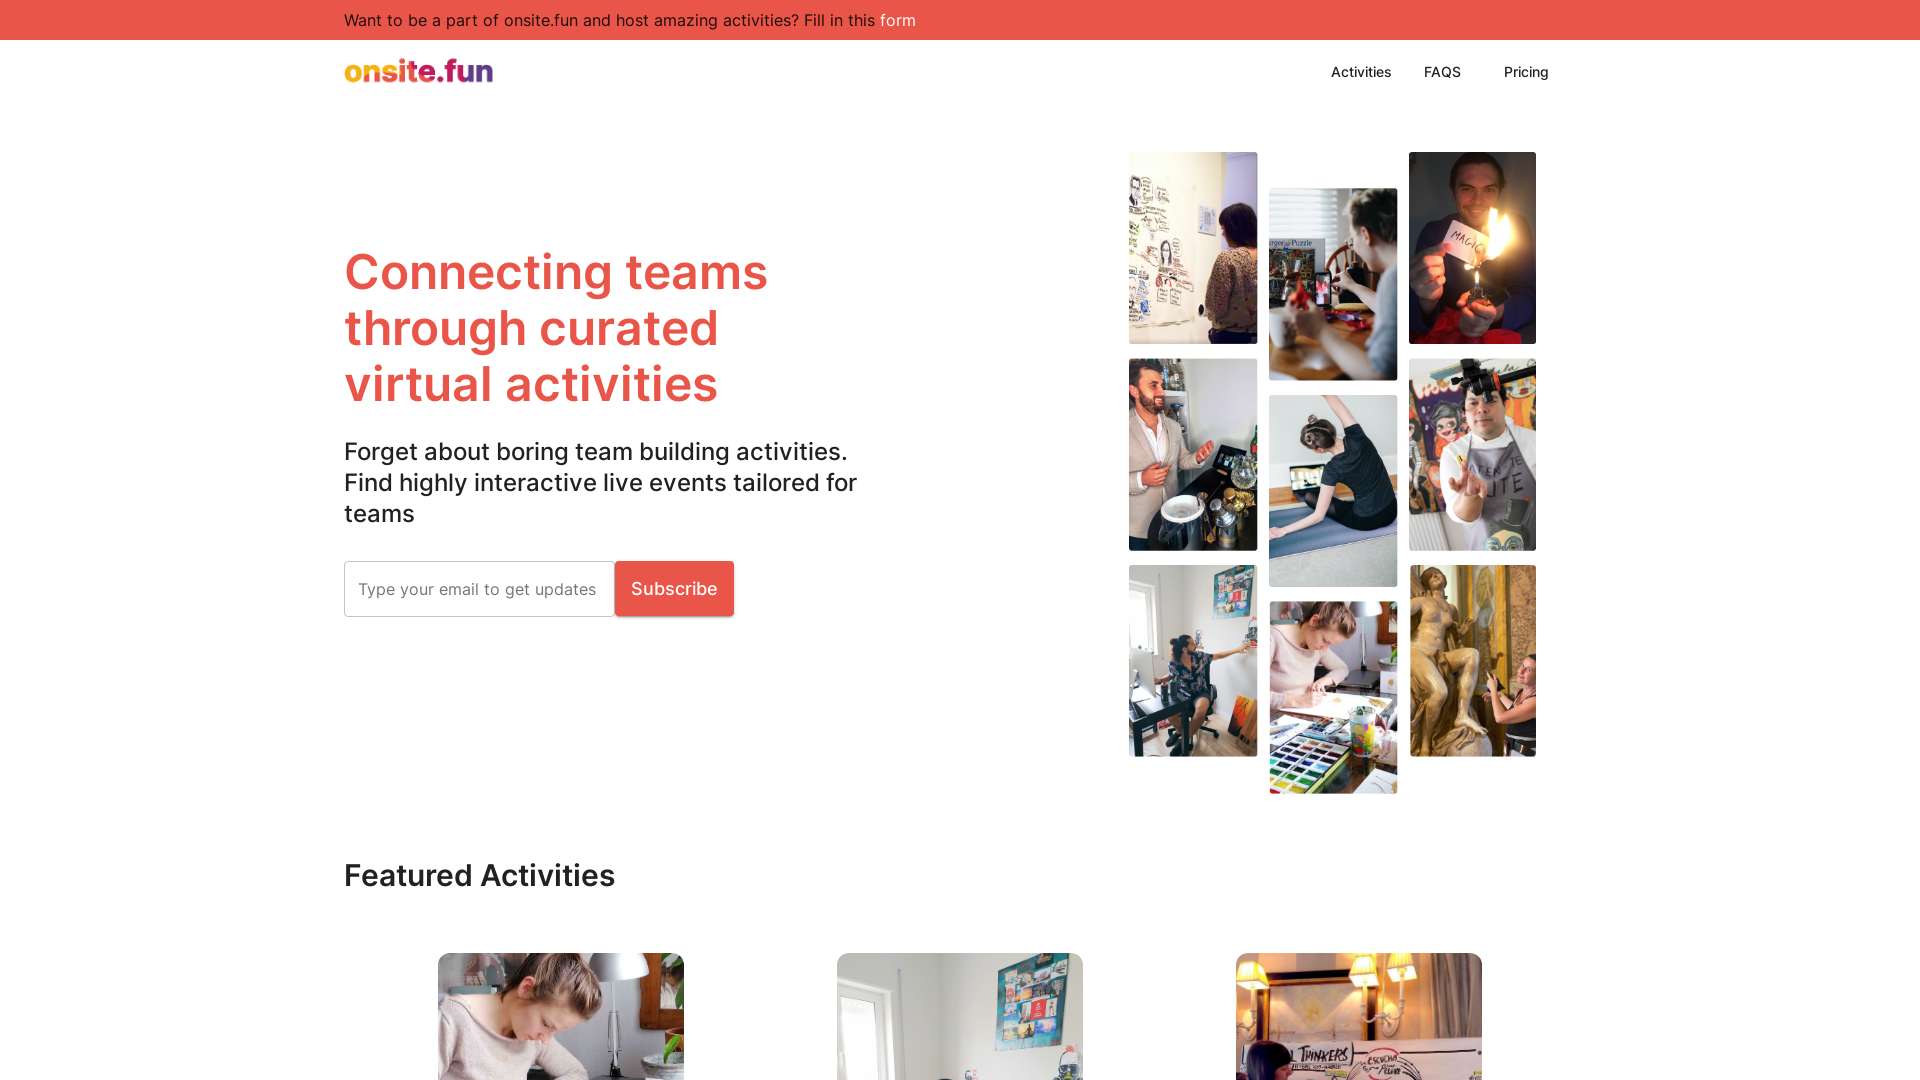 Want to be a part of onsite.fun and host amazing activities? Fill in this form
onsite.fun
Activities
FAQS
Pricing
MAGIC
Connecting teams
through curated
virtual activities
Forget about boring team building activities.
Find highly interactive live events tailored for
teams
Type your email to get updates
Subscribe
Featured Activities
THINKERS